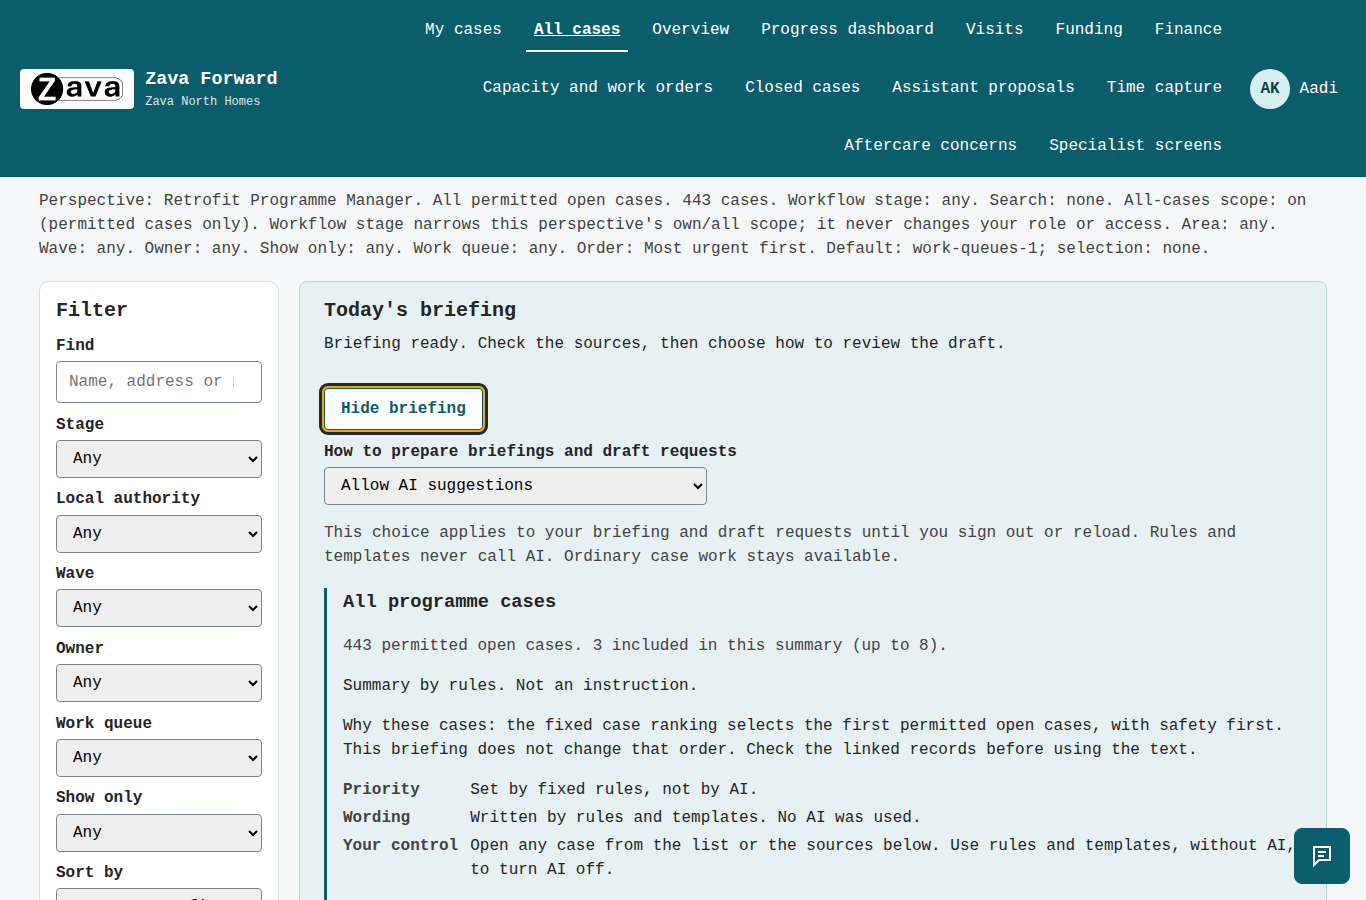 My cases All cases Overview Progress dashboard Visits Funding Finance
Zava
Zava Forward
Zava North Homes
Capacity and work orders Closed cases Assistant proposals Time capture
AK Aadi
Aftercare concerns Specialist screens
Perspective: Retrofit Programme Manager. All permitted open cases. 443 cases. Workflow stage: any. Search: none. All-cases scope: on
(permitted cases only). Workflow stage narrows this perspective's own/all scope; it never changes your role or access. Area: any.
Wave: any. Owner: any. Show only: any. Work queue: any. Order: Most urgent first. Default: work-queues-1; selection: none.
Filter
Find
Name, address or
Stage
Any
Local authority
Any
Wave
Any
Owner
Any
Work queue
Any
Show only
Any
Sort by
Today's briefing
Briefing ready. Check the sources, then choose how to review the draft.
Hide briefing
How to prepare briefings and draft requests
Allow AI suggestions
This choice applies to your briefing and draft requests until you sign out or reload. Rules and
templates never call AI. Ordinary case work stays available.
All programme cases
443 permitted open cases. 3 included in this summary (up to 8).
Summary by rules. Not an instruction.
Why these cases: the fixed case ranking selects the first permitted open cases, with safety first.
This briefing does not change that order. Check the linked records before using the text.
Priority Set by fixed rules, not by AI.
Wording Written by rules and templates. No AI was used.
Your control Open any case from the list or the sources below. Use rules and templates, without AI,
to turn AI off.